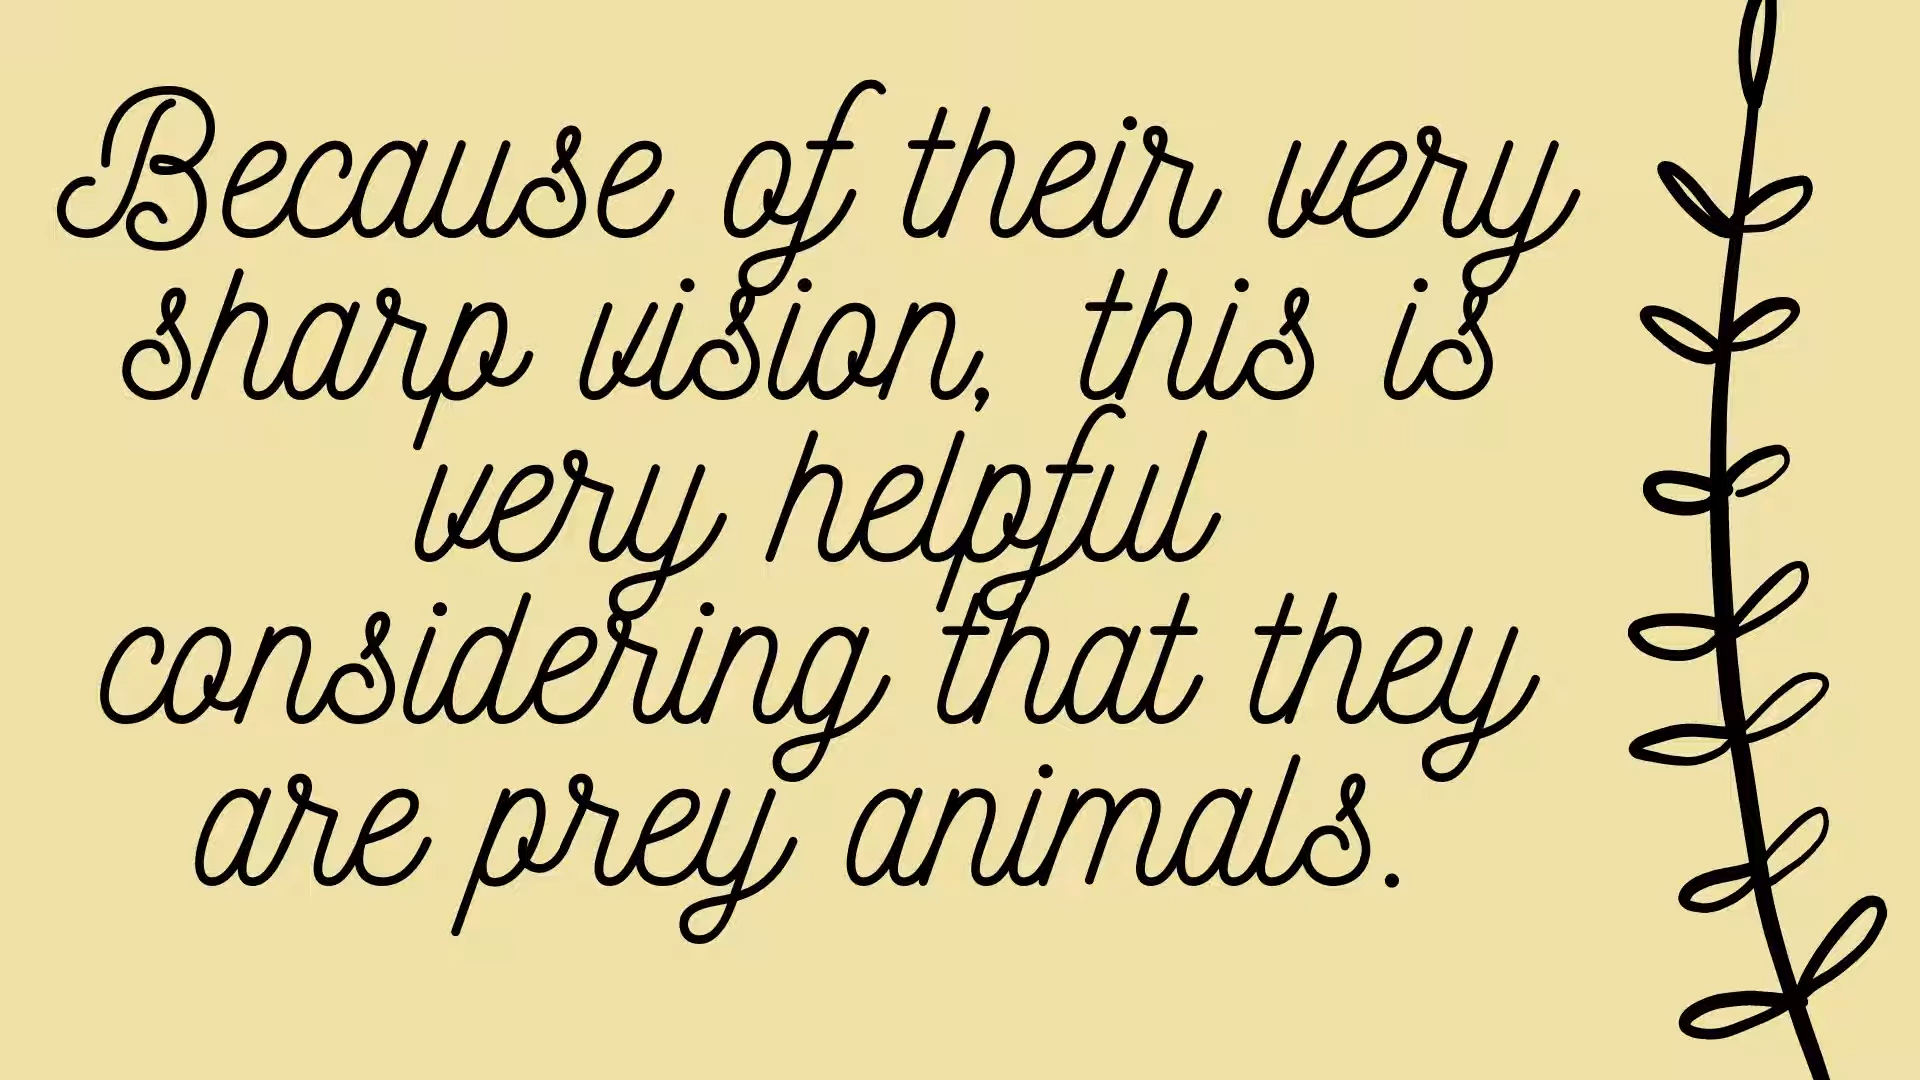 Because of their very
sharp vision, this is
very helpful
considering that they
are prey animals.